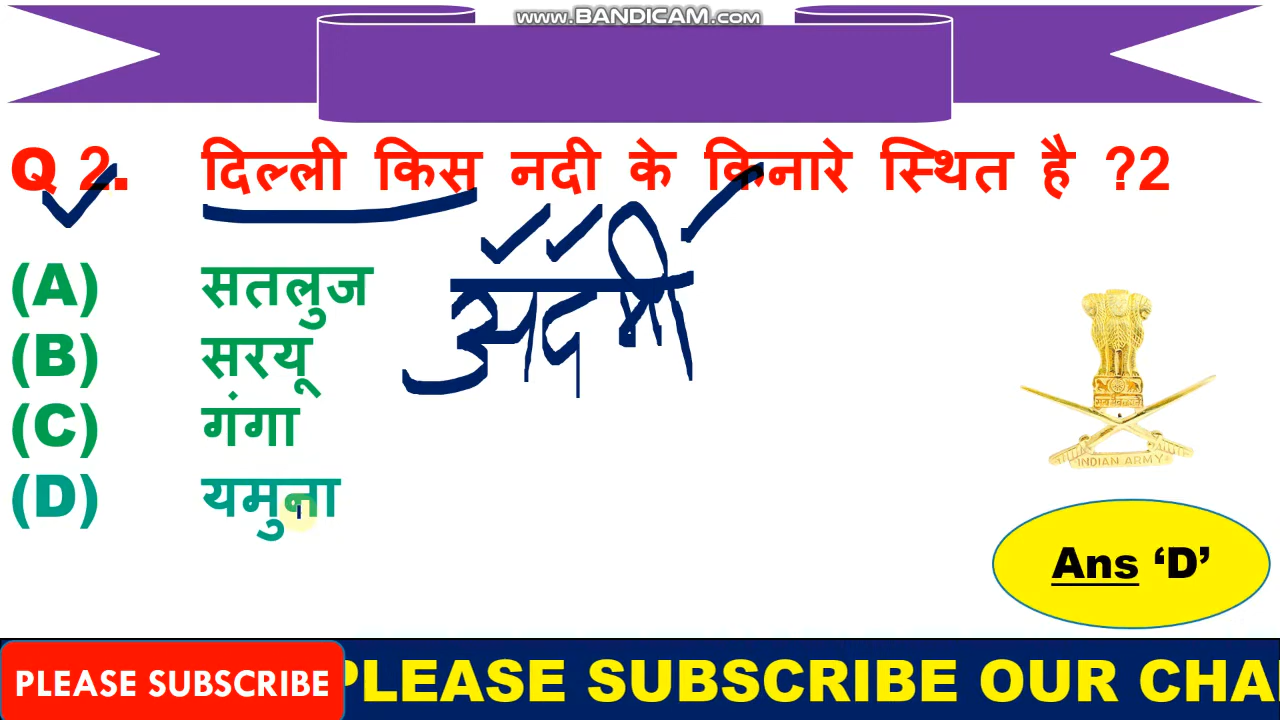 www.BANDICAM.com
Q 2. दिल्ली किस नदी के किनारे स्थित है ?2
(A) सतलुज
(B) सरयू
(C) गंगा
(D) यमुना
INDIAN ARMY
Ans ‘D’
PLEASE SUBSCRIBE
PLEASE SUBSCRIBE OUR CHA